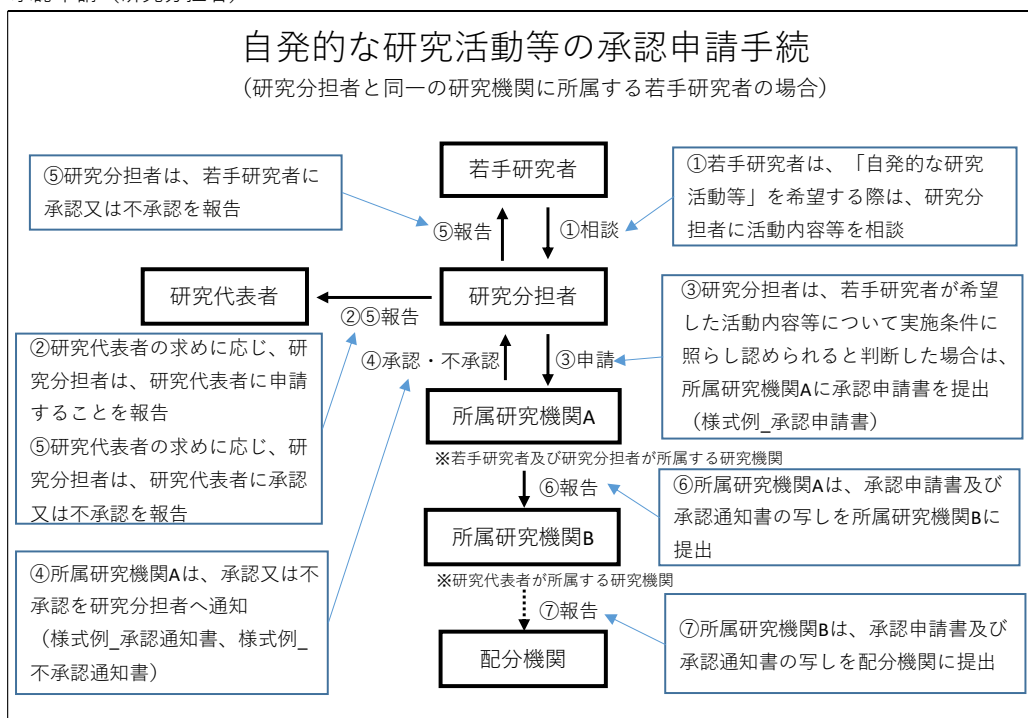 自発的な研究活動等の承認申請手続
(研究分担者と同一の研究機関に所属する若手研究者の場合)
若手研究者
⑤研究分担者は、若手研究者に
承認又は不承認を報告
①若手研究者は、「自発的な研究
活動等」を希望する際は、研究分
担者に活動内容等を相談
⑤報告
①相談
研究代表者
研究分担者
②⑤報告
③研究分担者は、若手研究者が希望
した活動内容等について実施条件に
照らし認められると判断した場合は、
所属研究機関Aに承認申請書を提出
(様式例_承認申請書)
②研究代表者の求めに応じ、研
究分担者は、研究代表者に申請
することを報告
⑤研究代表者の求めに応じ、研
究分担者は、研究代表者に承認
又は不承認を報告
④承認・不承認
③申請
所属研究機関A
※若手研究者及び研究分担者が所属する研究機関
⑥報告
⑥所属研究機関Aは、承認申請書及び
承認通知書の写しを所属研究機関Bに
提出
所属研究機関B
※研究代表者が所属する研究機関
④所属研究機関Aは、承認又は不
承認を研究分担者へ通知
(様式例_承認通知書、様式例_
不承認通知書)
⑦報告
⑦所属研究機関Bは、承認申請書及び
承認通知書の写しを配分機関に提出
配分機関